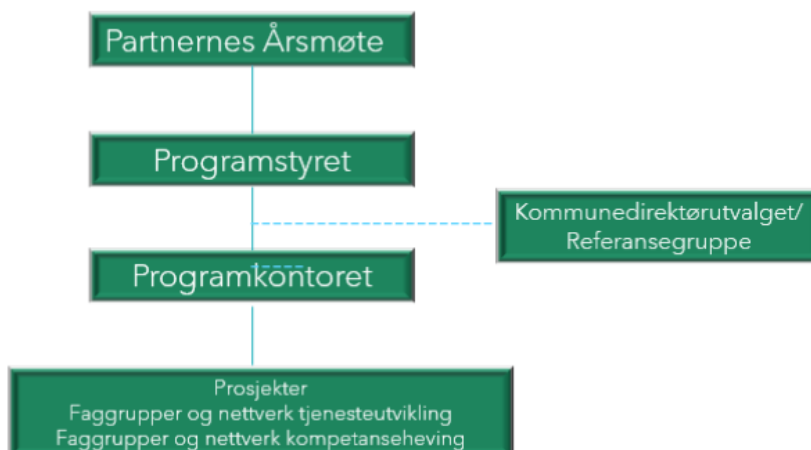 Partnernes Årsmøte
Programstyret
Kommunedirektørutvalget/
Referansegruppe
Programkontoret
Prosjekter
Faggrupper og nettverk tjenesteutvikling
Faggrupper og nettverk kompetanseheving